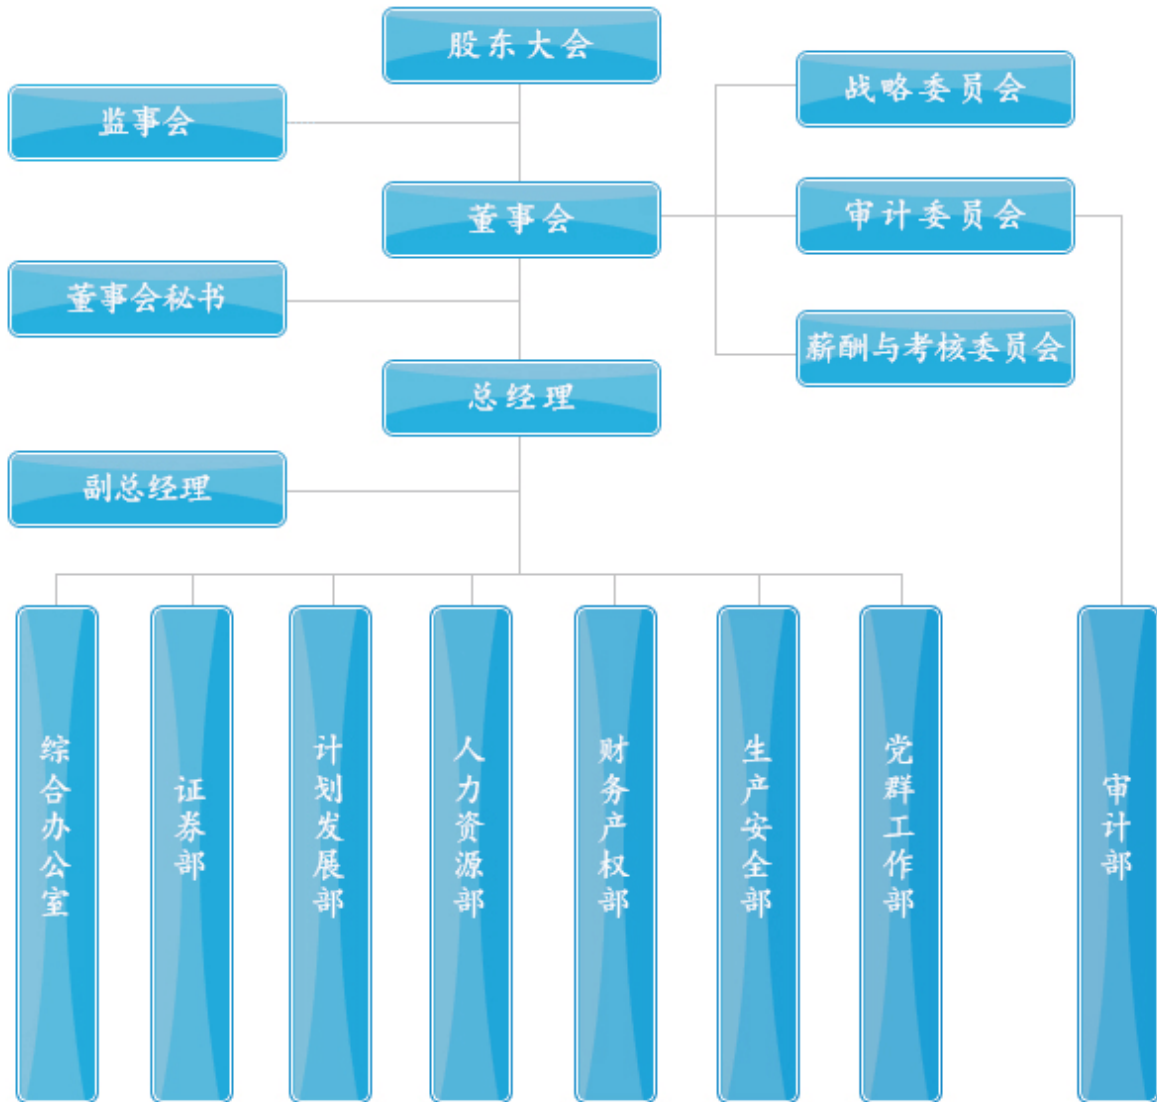 股东大会
战略委员会
监事会
董事会
审计委员会
董事会秘书
薪酬与考核委员会
总经理
副总经理
综合办公室
证券部
计划发展部
人力资源部
财务产权部
生产安全部
党群工作部
审计部